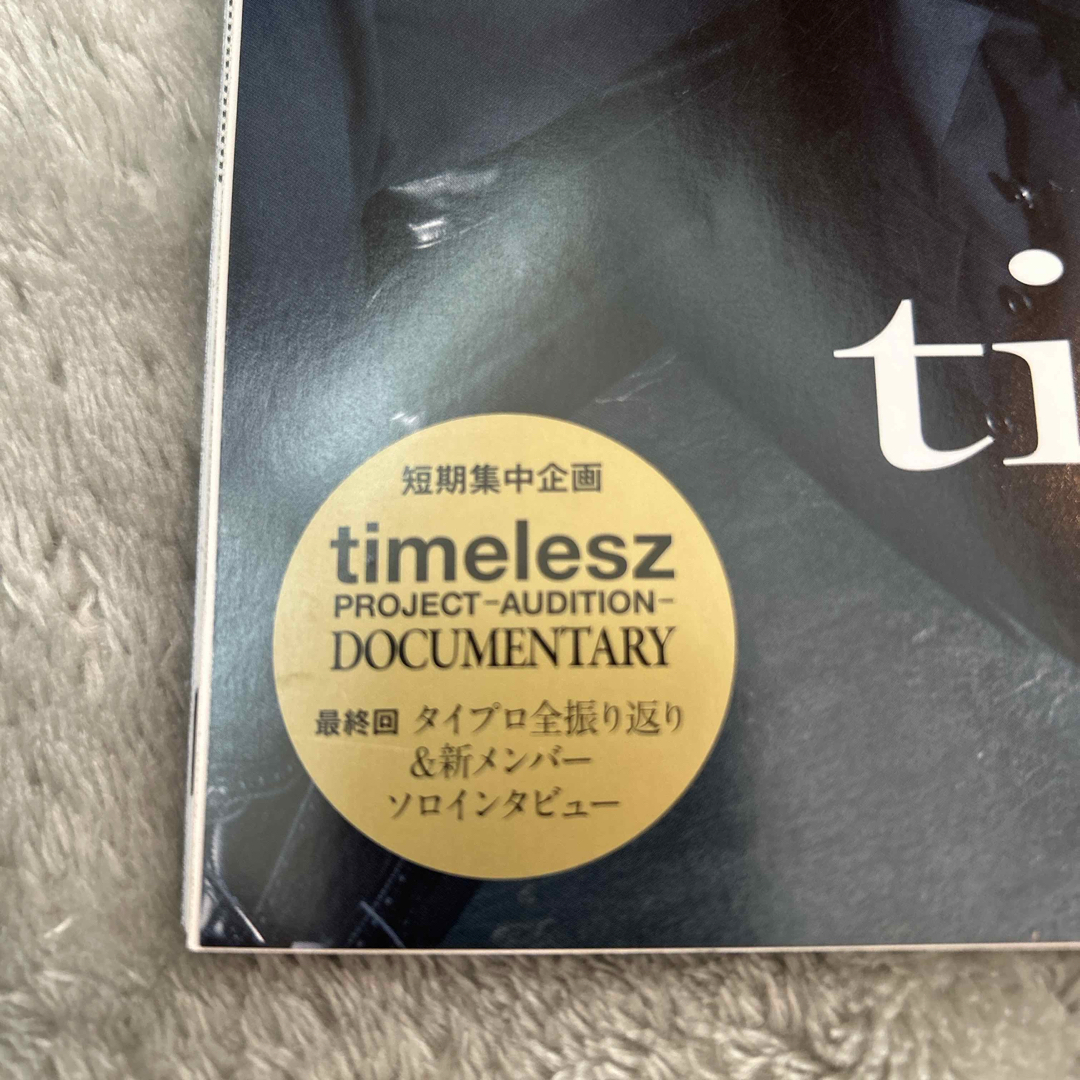 ti
短期集中企画
timelesz
PROJECT-AUDITION-
DOCUMENTARY
最終回 タイプロ全振り返り
&新メンバー
ソロインタビュー